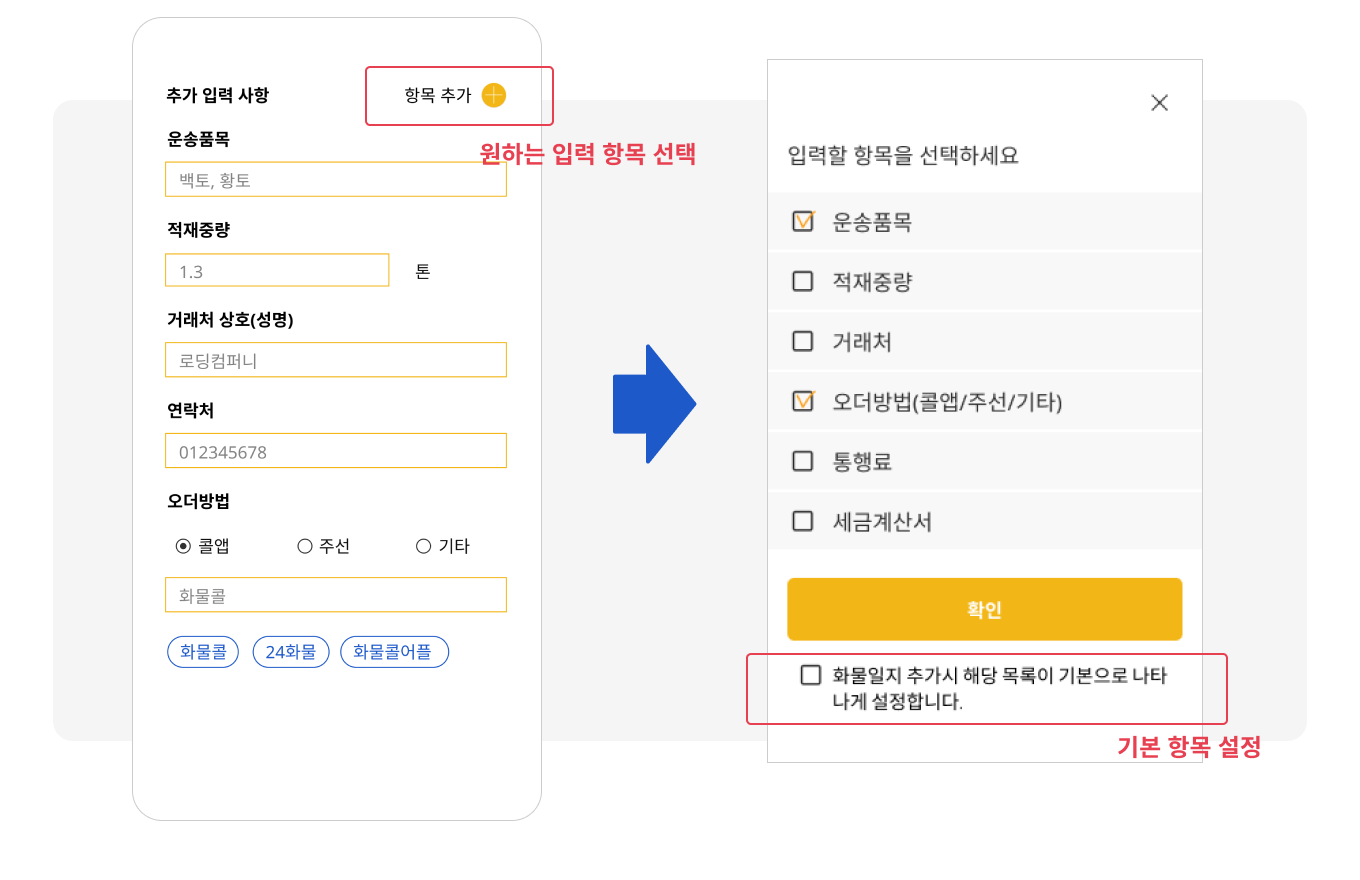 추가 입력 사항
항목 추가
원하는 입력 항목 선택
운송품목
백토, 황토
적재중량
1.3
톤
거래처 상호(성명)
로딩컴퍼니
연락처
012345678
오더방법
콜앱
주선
기타
화물콜
화물콜
24화물
화물콜어플
입력할 항목을 선택하세요
운송품목
적재중량
거래처
오더방법(콜앱/주선/기타)
통행료
세금계산서
확인
화물일지 추가시 해당 목록이 기본으로 나타
나게 설정합니다.
기본 항목 설정